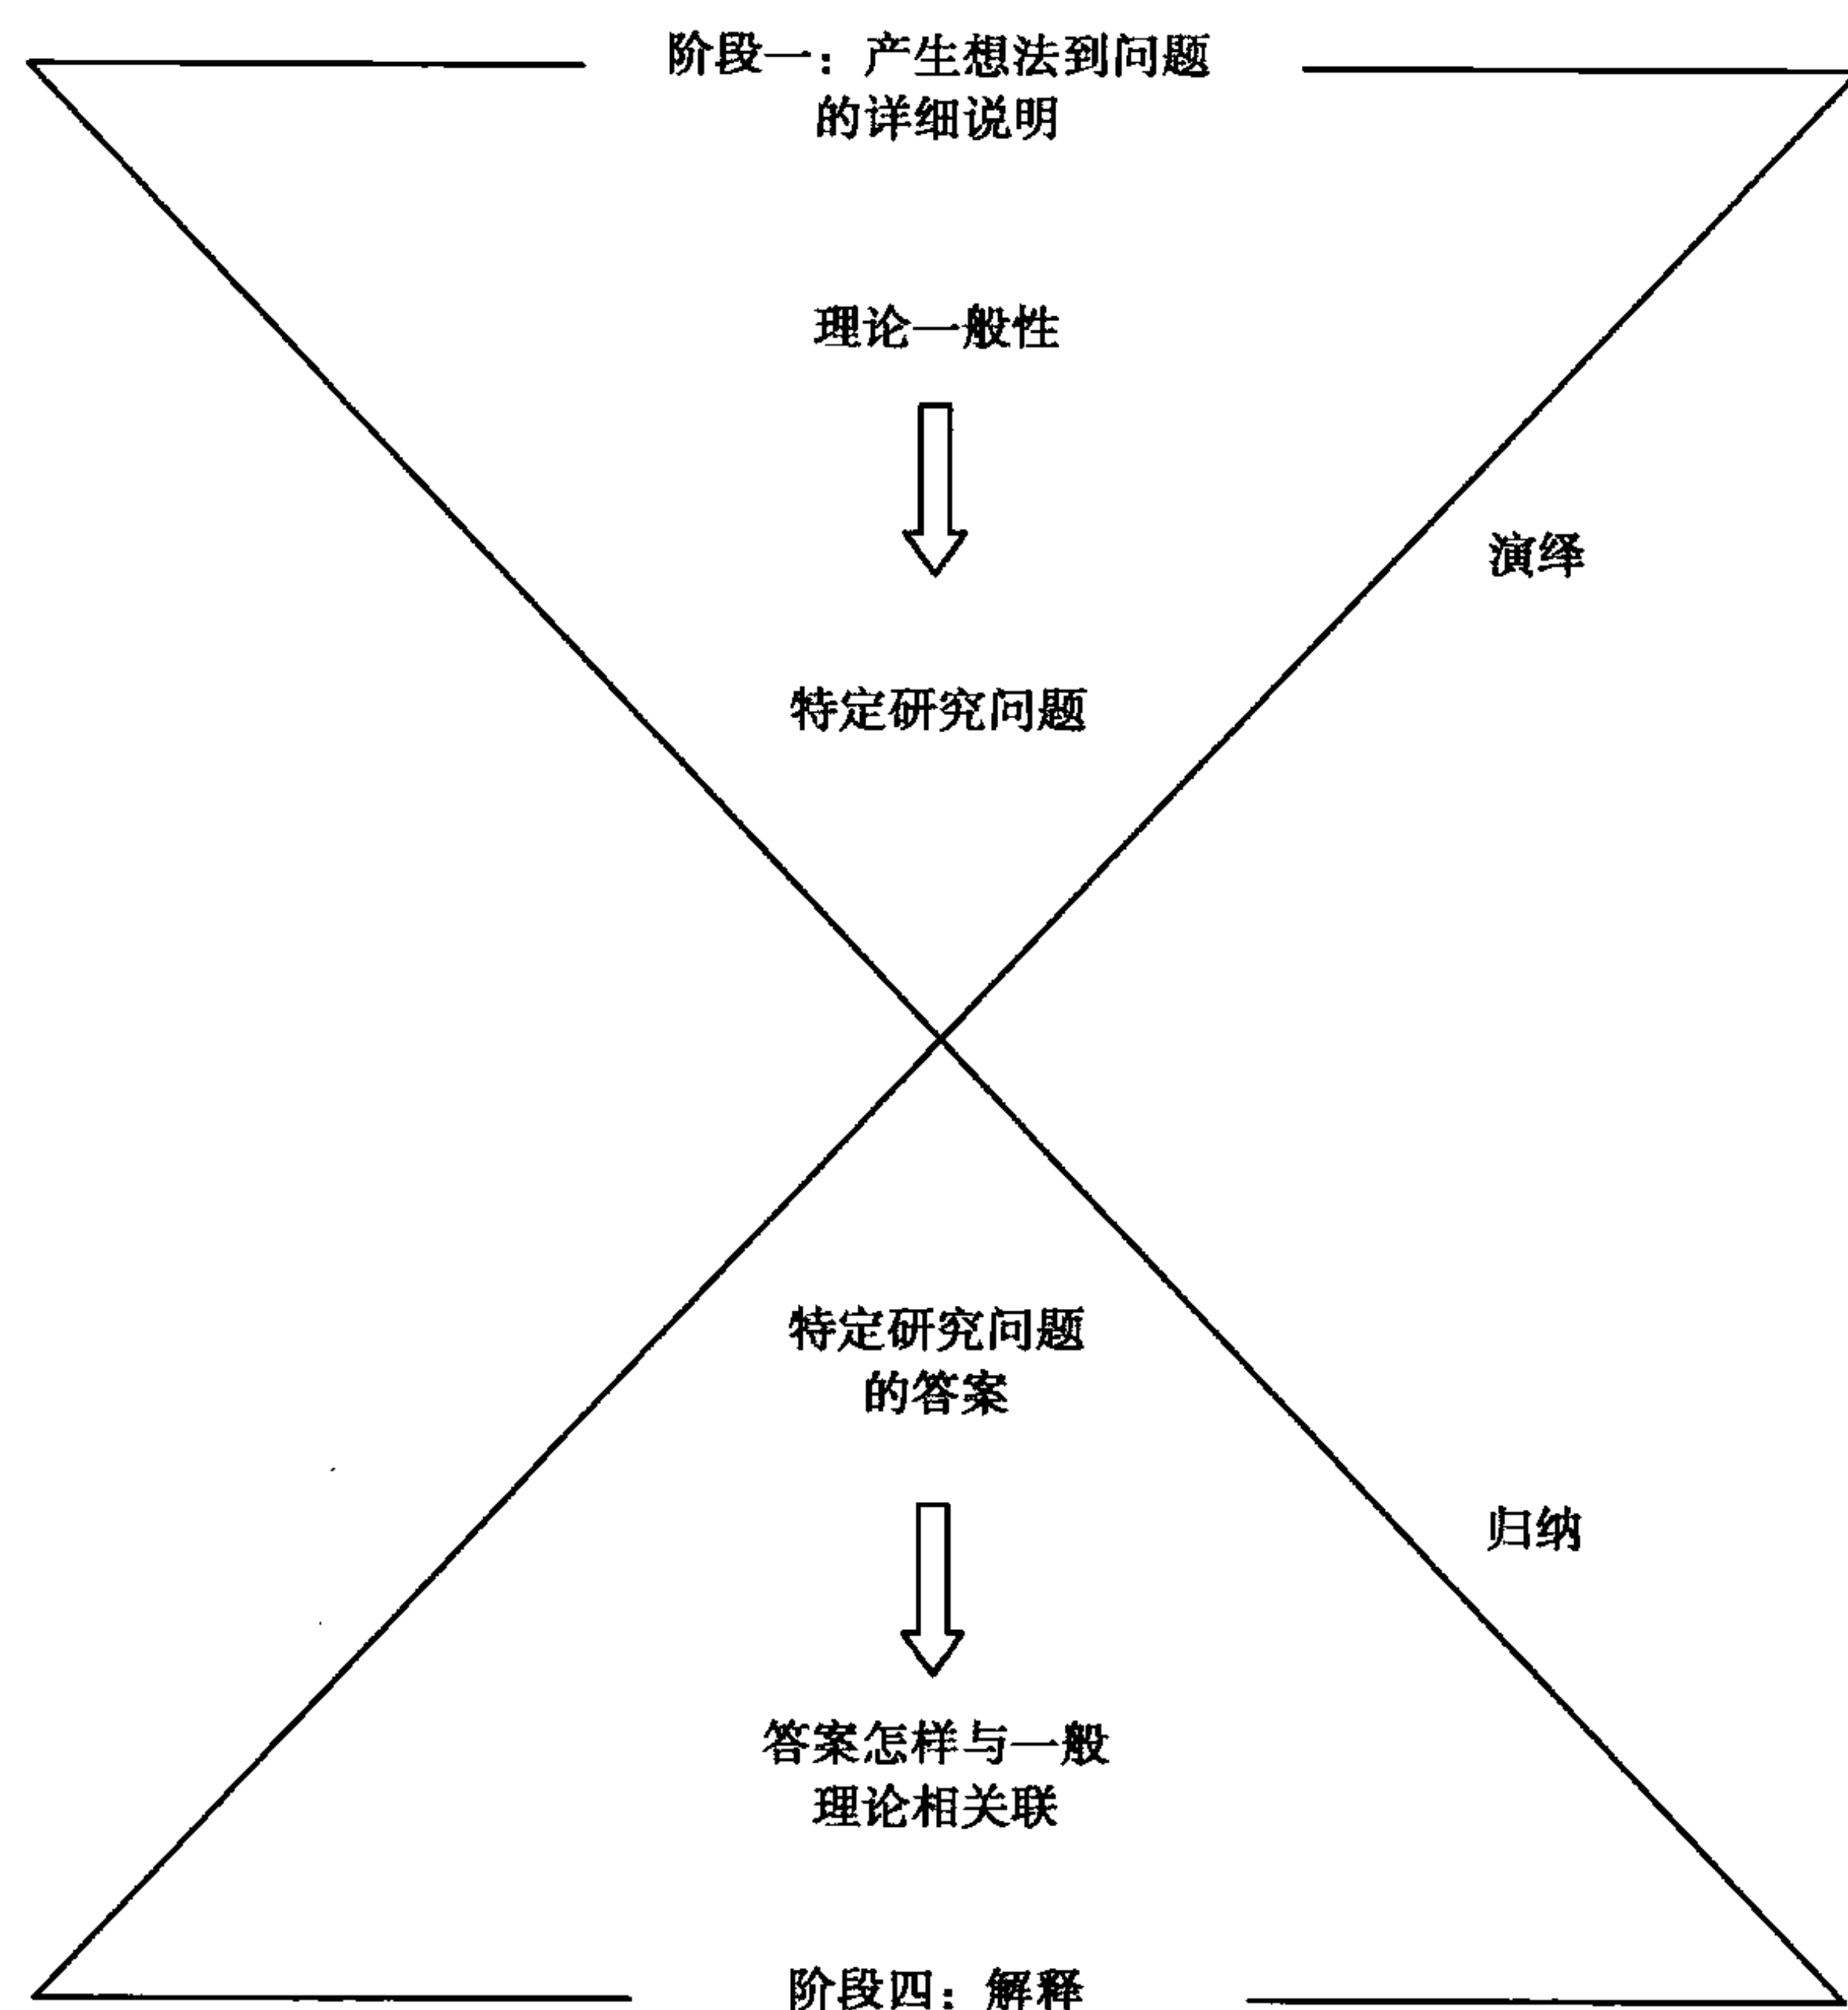 阶段一：产生想法到问题
的详细说明
理论一般性
演绎
特定研究问题
特定研究问题
的答案
归纳
答案怎样与一般
理论相关联
阶段四：解释